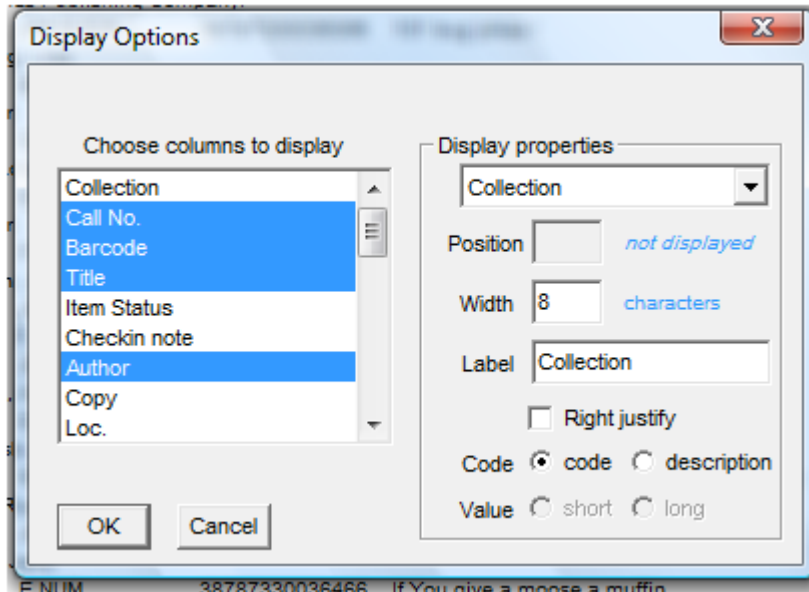 Display Options
X
Choose columns to display
Collection
Call No.
Barcode
Title
Item Status
Checkin note
Author
Copy
Loc.
OK Cancel
Display properties
Collection
Position not displayed
Width 8 characters
Label Collection
Right justify
Code code description
Value short long
E NUM 38787330036466 If You give a moose a muffin